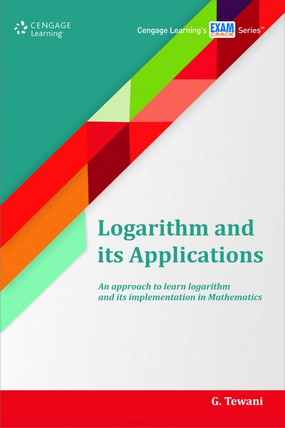 CENGAGE
Learning®
Cengage Learning's EXAM CRACK Series™
Logarithm and
its Applications
An approach to learn logarithm
and its implementation in Mathematics
G. Tewani